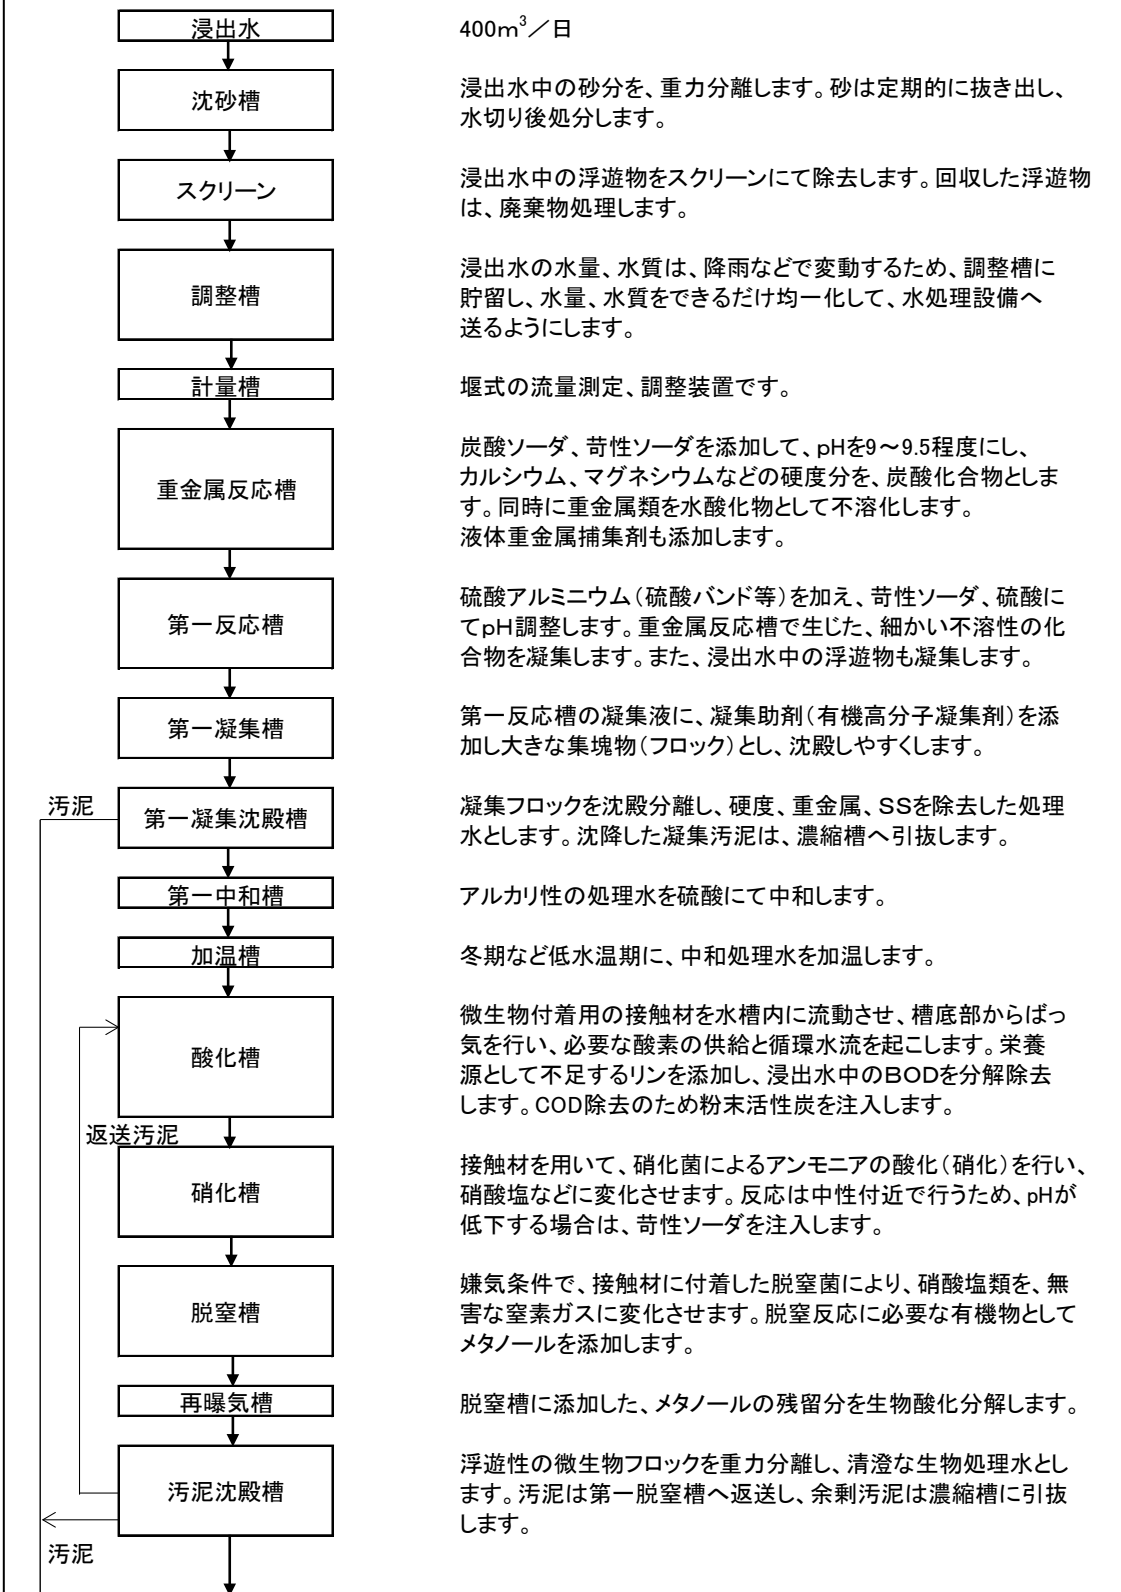 浸出水
400ｍ3／日
沈砂槽
浸出水中の砂分を、重力分離します。砂は定期的に抜き出し、
水切り後処分します。
スクリーン
浸出水中の浮遊物をスクリーンにて除去します。回収した浮遊物
は、廃棄物処理します。
調整槽
浸出水の水量、水質は、降雨などで変動するため、調整槽に
貯留し、水量、水質をできるだけ均一化して、水処理設備へ
送るようにします。
計量槽
堰式の流量測定、調整装置です。
重金属反応槽
炭酸ソーダ、苛性ソーダを添加して、pHを9～9.5程度にし、
カルシウム、マグネシウムなどの硬度分を、炭酸化合物としま
す。同時に重金属類を水酸化物として不溶化します。
液体重金属捕集剤も添加します。
第一反応槽
硫酸アルミニウム（硫酸バンド等）を加え、苛性ソーダ、硫酸に
てpH調整します。重金属反応槽で生じた、細かい不溶性の化
合物を凝集します。また、浸出水中の浮遊物も凝集します。
第一凝集槽
第一反応槽の凝集液に、凝集助剤（有機高分子凝集剤）を添
加し大きな集塊物（フロック）とし、沈殿しやすくします。
汚泥
第一凝集沈殿槽
凝集フロックを沈殿分離し、硬度、重金属、ＳＳを除去した処理
水とします。沈降した凝集汚泥は、濃縮槽へ引抜します。
第一中和槽
アルカリ性の処理水を硫酸にて中和します。
加温槽
冬期など低水温期に、中和処理水を加温します。
酸化槽
微生物付着用の接触材を水槽内に流動させ、槽底部からばっ
気を行い、必要な酸素の供給と循環水流を起こします。栄養
源として不足するリンを添加し、浸出水中のＢＯＤを分解除去
します。COD除去のため粉末活性炭を注入します。
返送汚泥
硝化槽
接触材を用いて、硝化菌によるアンモニアの酸化（硝化）を行い、
硝酸塩などに変化させます。反応は中性付近で行うため、pHが
低下する場合は、苛性ソーダを注入します。
脱窒槽
嫌気条件で、接触材に付着した脱窒菌により、硝酸塩類を、無
害な窒素ガスに変化させます。脱窒反応に必要な有機物として
メタノールを添加します。
再曝気槽
脱窒槽に添加した、メタノールの残留分を生物酸化分解します。
汚泥沈殿槽
浮遊性の微生物フロックを重力分離し、清澄な生物処理水とし
ます。汚泥は第一脱窒槽へ返送し、余剰汚泥は濃縮槽に引抜
します。
汚泥